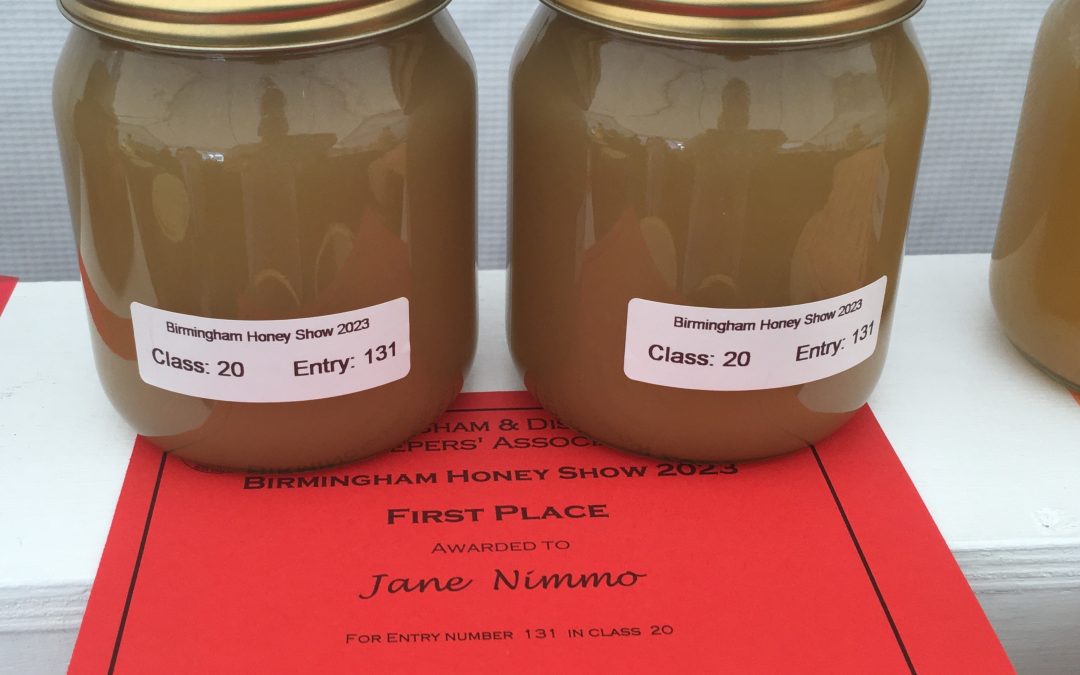 Birmingham Honey Show 2023
Class: 20 Entry: 131
Birmingham Honey Show 2023
Class: 20 Entry: 131
Birmingham Honey Show 2023
First Place
Awarded to
Jane Nimmo
For Entry number 131 in class 20